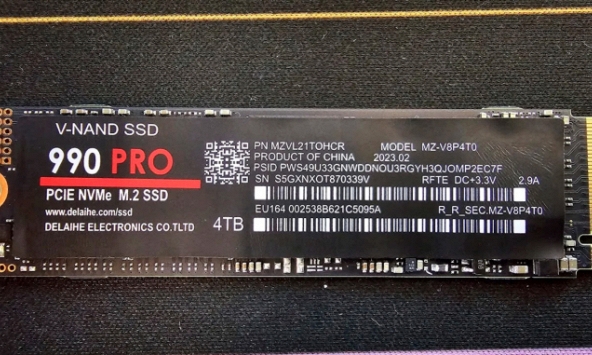 V-NAND SSD
990 PRO
PCIE NVMe M.2 SSD
www.delaihe.com/ssd
DELAIHE ELECTRONICS CO.TLTD
4TB
PN MZVL21TOHCR MODEL MZ-V8P4T0
PRODUCT OF CHINA 2023.02
PSID PWS49U33GNWDDNOU3RGYH3QJOMP2EC7F
SN S5GXNXOT870339V RFTE DC+3.3V 2.9A
EU164 002538B621C5095A R_R_SEC.MZ-V8P4T0